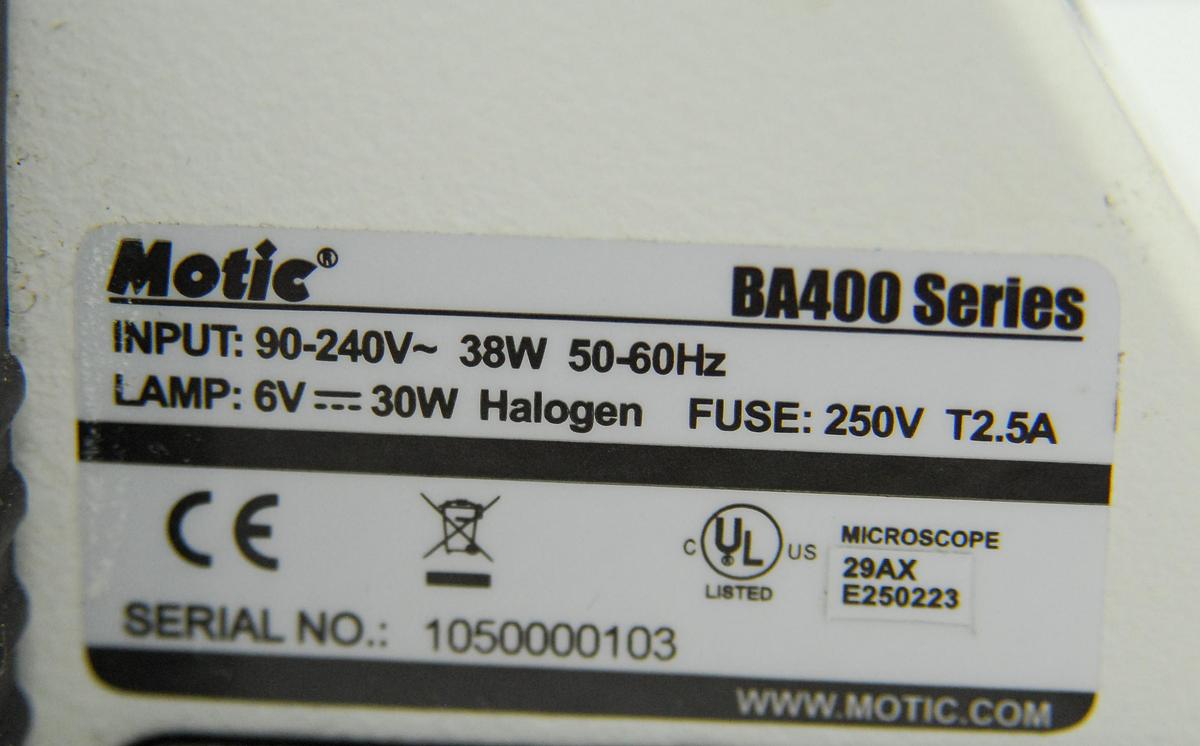 Motic® BA400 Series
INPUT: 90-240V~ 38W 50-60Hz
LAMP: 6V⎓30W Halogen FUSE: 250V T2.5A
CE
C UL US
LISTED
MICROSCOPE
29AX
E250223
SERIAL NO.: 1050000103
WWW.MOTIC.COM